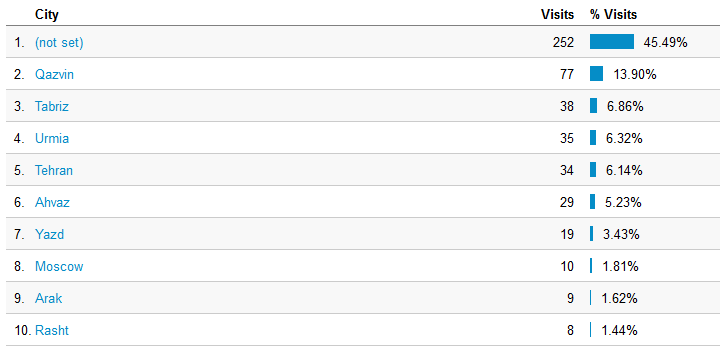 City Visits % Visits
1. (not set) 252 45.49%
2. Qazvin 77 13.90%
3. Tabriz 38 6.86%
4. Urmia 35 6.32%
5. Tehran 34 6.14%
6. Ahvaz 29 5.23%
7. Yazd 19 3.43%
8. Moscow 10 1.81%
9. Arak 9 1.62%
10. Rasht 8 1.44%